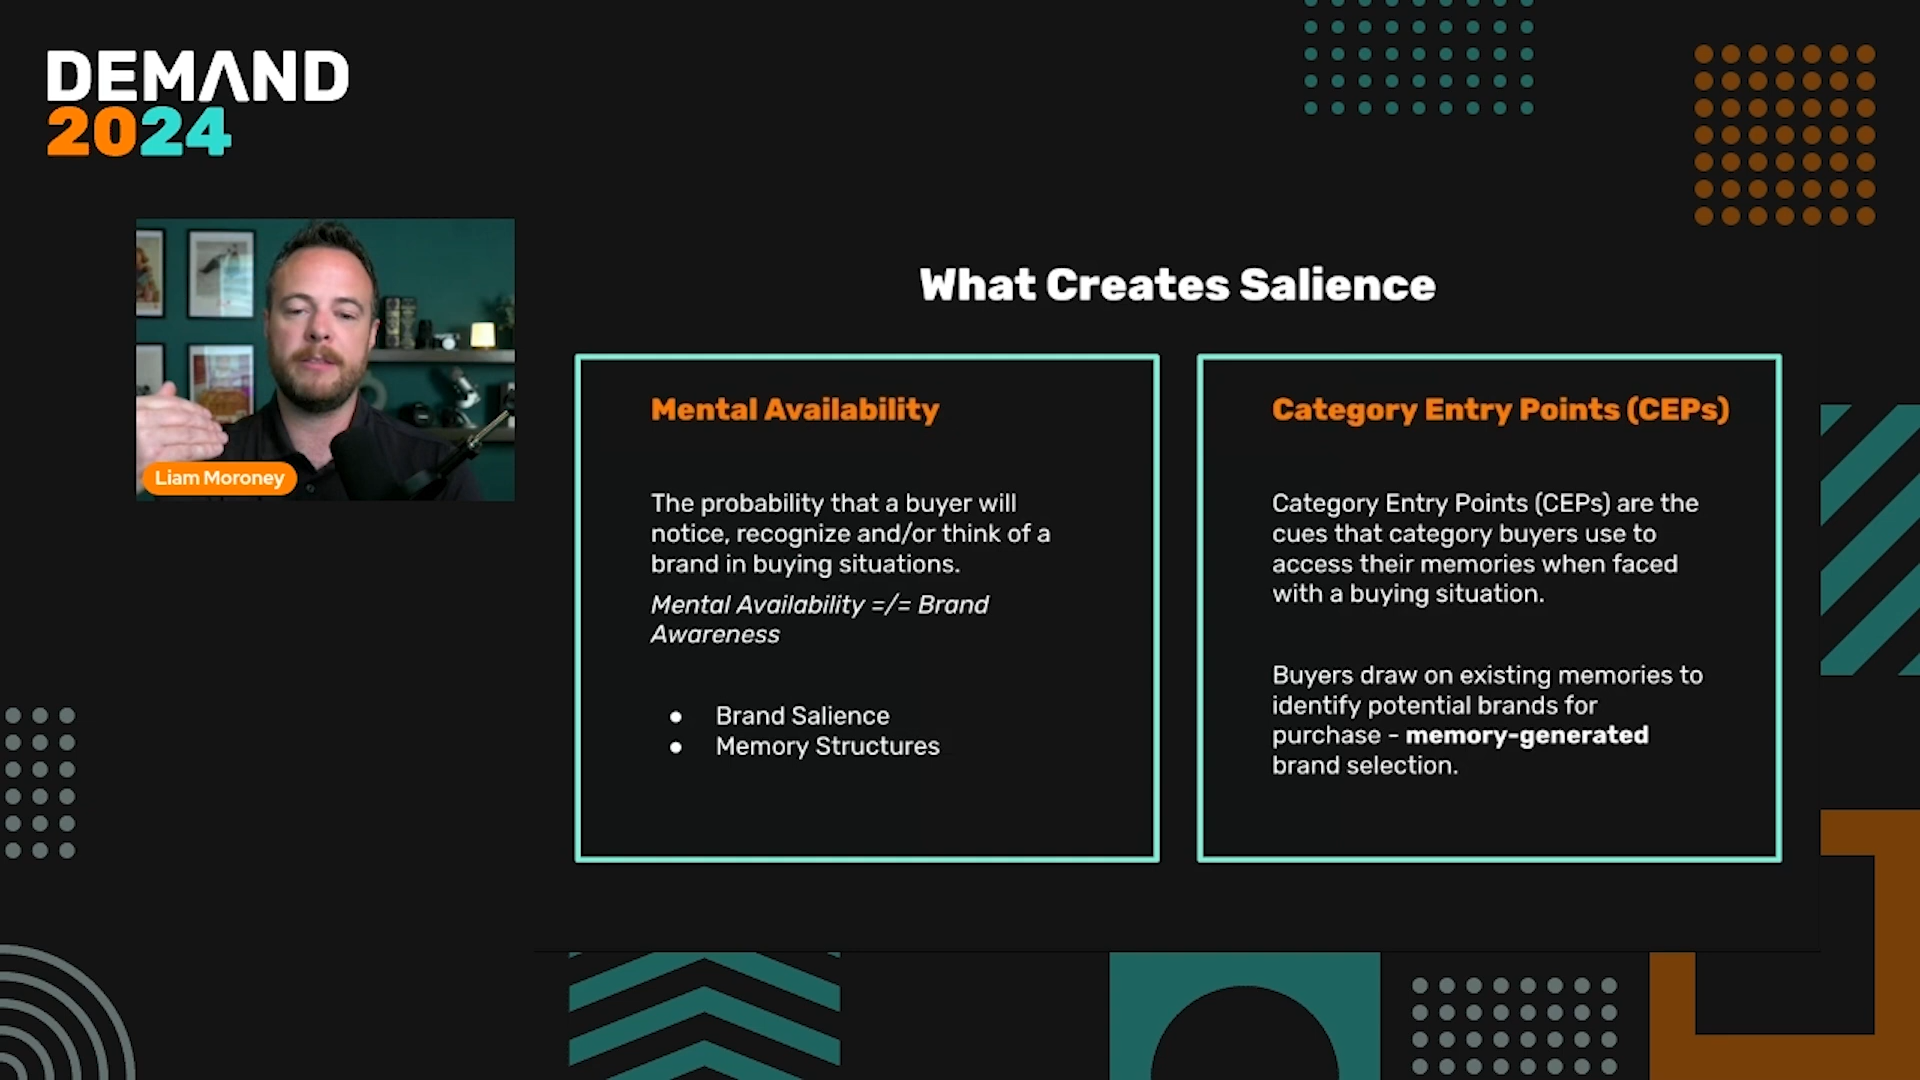 DEMAND
2024
Liam Moroney
What Creates Salience
Mental Availability
The probability that a buyer will
notice, recognize and/or think of a
brand in buying situations.
Mental Availability =/= Brand
Awareness
● Brand Salience
● Memory Structures
Category Entry Points (CEPs)
Category Entry Points (CEPs) are the
cues that category buyers use to
access their memories when faced
with a buying situation.
Buyers draw on existing memories to
identify potential brands for
purchase - memory-generated
brand selection.